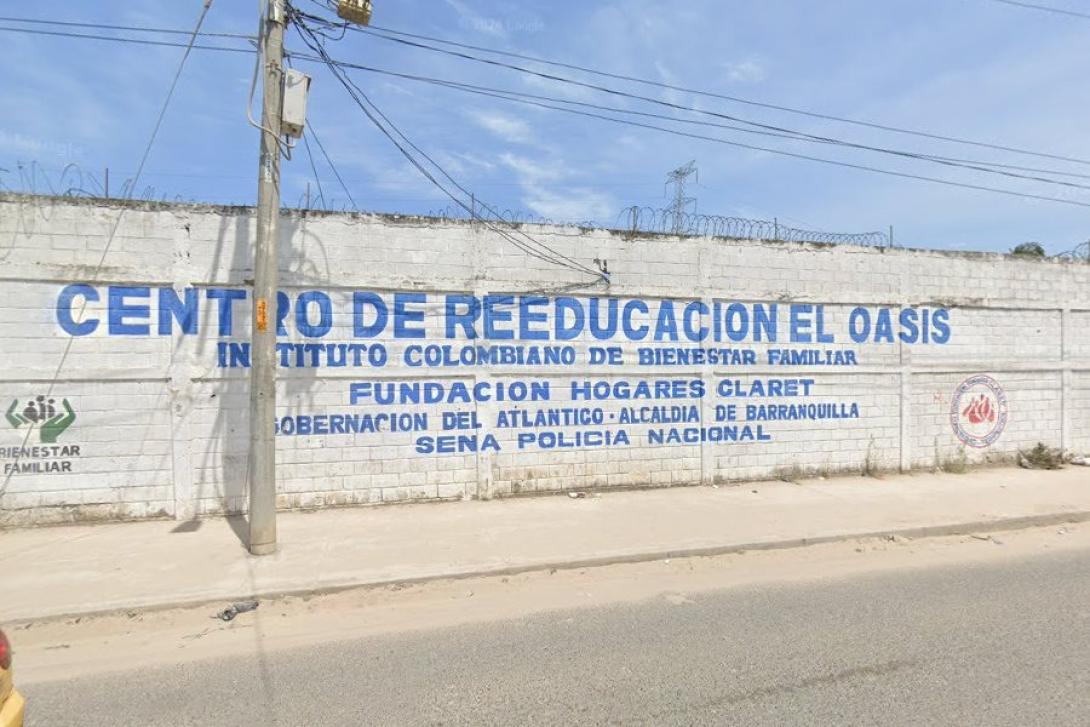 CENTRO DE REEDUCACION EL OASIS
INSTITUTO COLOMBIANO DE BIENESTAR FAMILIAR
FUNDACION HOGARES CLARET
GOBERNACION DEL ATLANTICO · ALCALDIA DE BARRANQUILLA
SENA POLICIA NACIONAL
BIENESTAR
FAMILIAR